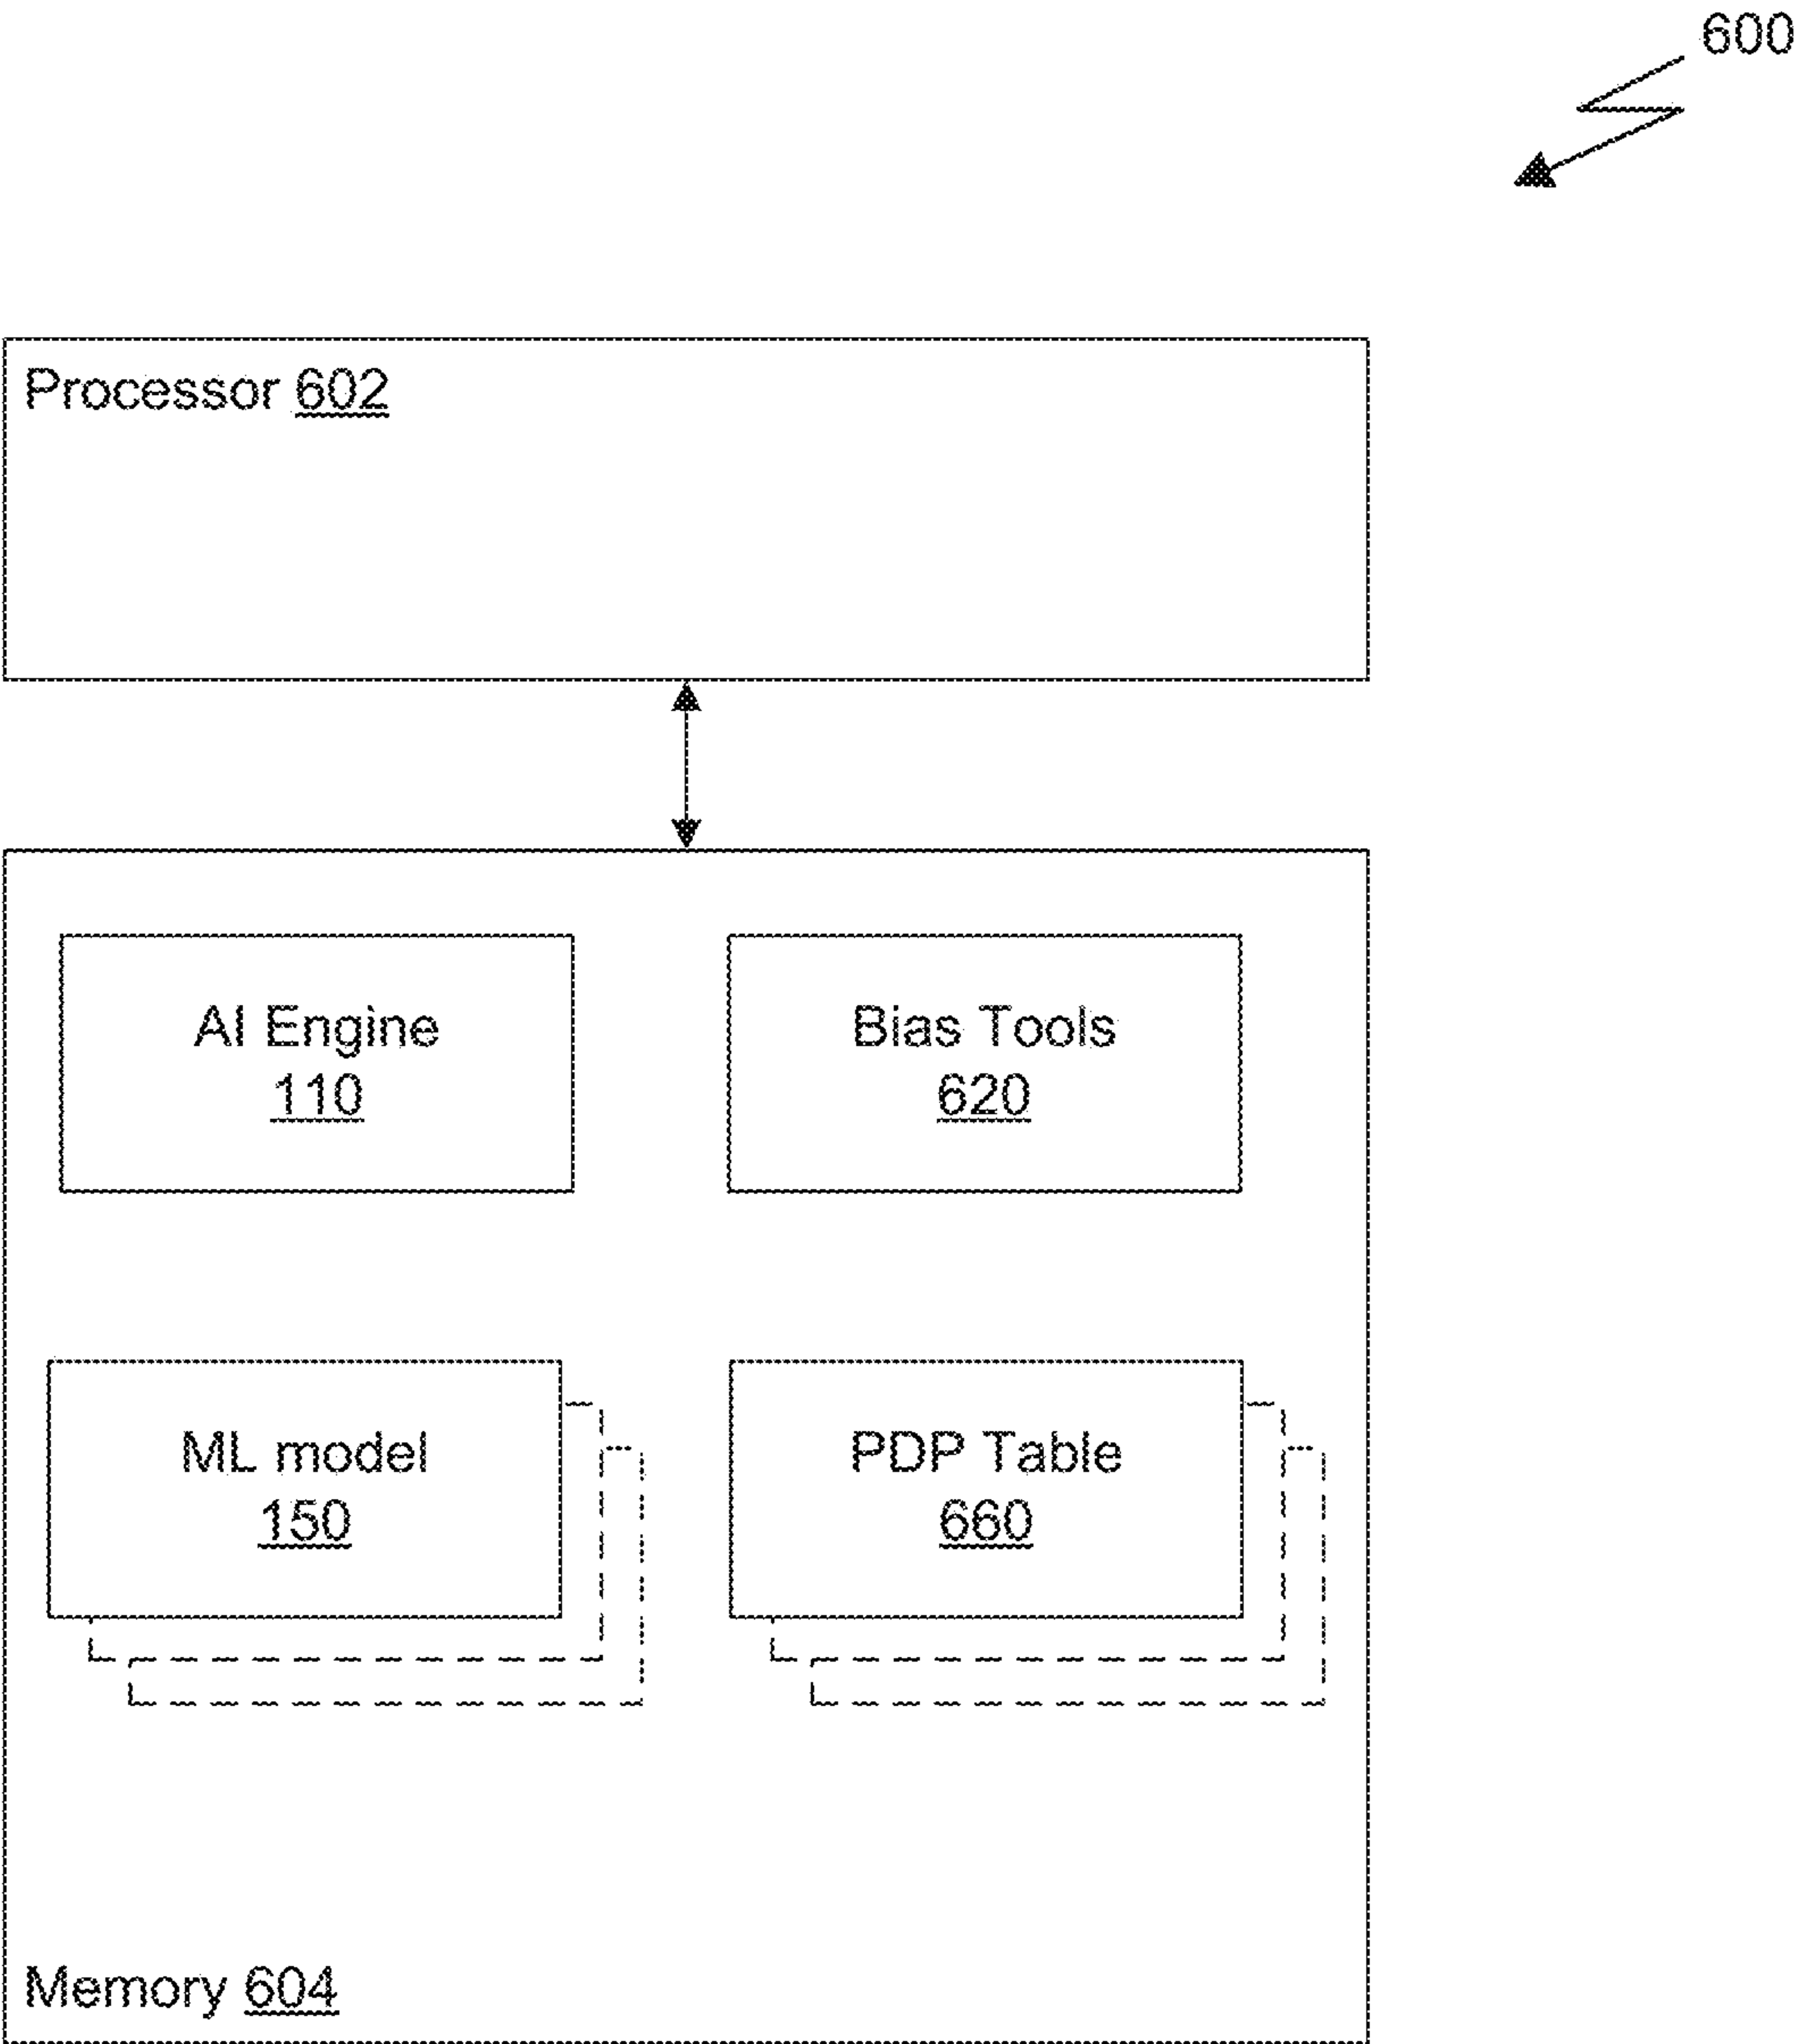 600
Processor 602
AI Engine
110
Bias Tools
620
ML model
150
PDP Table
660
Memory 604